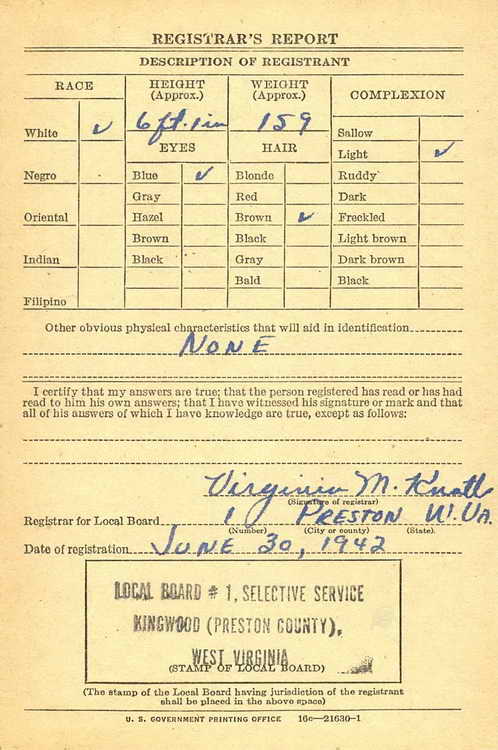 REGISTRAR'S REPORT
DESCRIPTION OF REGISTRANT
RACE
HEIGHT
(Approx.)
WEIGHT
(Approx.)
COMPLEXION
White ✓
6 ft. 1 in
159
Sallow
EYES
HAIR
Light ✓
Negro
Blue ✓
Blonde
Ruddy
Gray
Red
Dark
Oriental
Hazel
Brown ✓
Freckled
Brown
Black
Light brown
Indian
Black
Gray
Dark brown
Bald
Black
Filipino
Other obvious physical characteristics that will aid in identification
NONE
I certify that my answers are true; that the person registered has read or has had
read to him his own answers; that I have witnessed his signature or mark and that
all of his answers of which I have knowledge are true, except as follows:
Virginia M. Knotts
(Signature of registrar)
Registrar for Local Board 1 PRESTON W.VA.
(Number) (City or county) (State)
Date of registration JUNE 30, 1942
LOCAL BOARD # 1, SELECTIVE SERVICE
KINGWOOD (PRESTON COUNTY),
WEST VIRGINIA
(STAMP OF LOCAL BOARD)
(The stamp of the Local Board having jurisdiction of the registrant
shall be placed in the above space)
U. S. GOVERNMENT PRINTING OFFICE 16c—21630-1